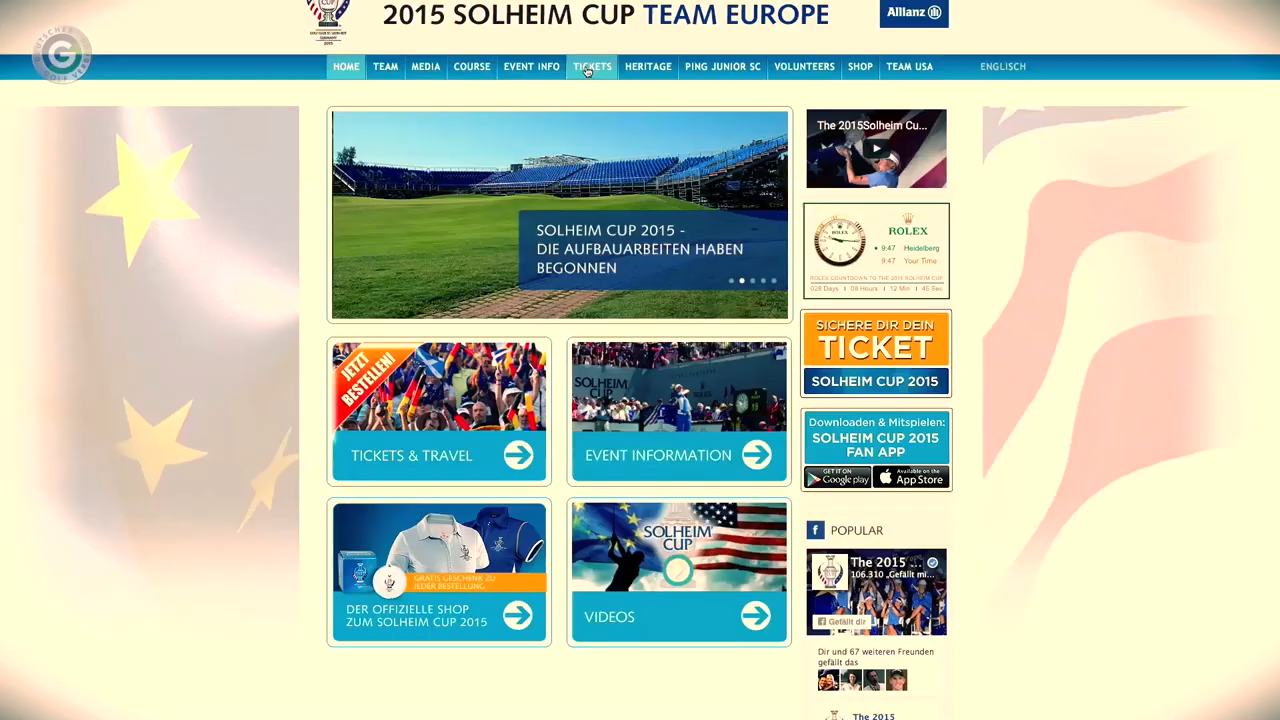 2015 SOLHEIM CUP TEAM EUROPE
Allianz
HOME TEAM MEDIA COURSE EVENT INFO TICKETS HERITAGE PING JUNIOR SC VOLUNTEERS SHOP TEAM USA ENGLISCH
SOLHEIM CUP 2015 -
DIE AUFBAUARBEITEN HABEN
BEGONNEN
The 2015Solheim Cu...
ROLEX
9:47 Heidelberg
9:47 Your Time
ROLEX COUNTDOWN TO THE 2015 SOLHEIM CUP
028 Days 08 Hours 12 Min 45 Sec
SICHERE DIR DEIN
TICKET
SOLHEIM CUP 2015
JETZT
BESTELLEN!
TICKETS & TRAVEL
SOLHEIM
CUP
EVENT INFORMATION
Downloaden & Mitspielen:
SOLHEIM CUP 2015
FAN APP
GET IT ON
Google play
Available on the
App Store
GRATIS GESCHENK ZU
JEDER BESTELLUNG
DER OFFIZIELLE SHOP
ZUM SOLHEIM CUP 2015
SOLHEIM
CUP
VIDEOS
f POPULAR
The 2015 ...
106.310 „Gefällt mi...
Gefällt dir
Dir und 67 weiteren Freunden
gefällt das
The 2015